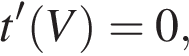 t′(V) = 0,